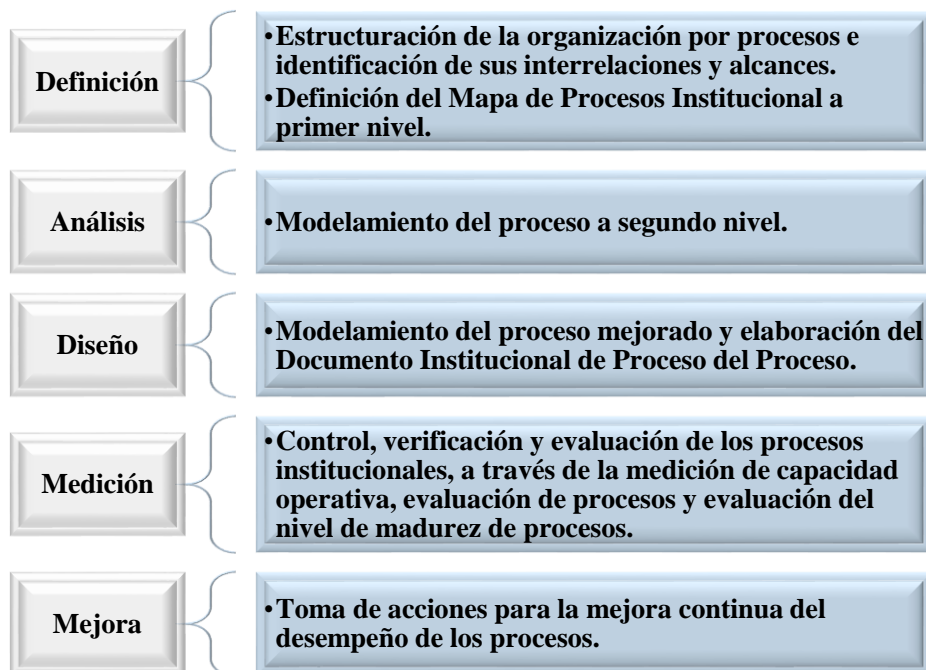 Definición
•Estructuración de la organización por procesos e
identificación de sus interrelaciones y alcances.
•Definición del Mapa de Procesos Institucional a
primer nivel.
Análisis
•Modelamiento del proceso a segundo nivel.
Diseño
•Modelamiento del proceso mejorado y elaboración del
Documento Institucional de Proceso del Proceso.
Medición
•Control, verificación y evaluación de los procesos
institucionales, a través de la medición de capacidad
operativa, evaluación de procesos y evaluación del
nivel de madurez de procesos.
Mejora
•Toma de acciones para la mejora continua del
desempeño de los procesos.